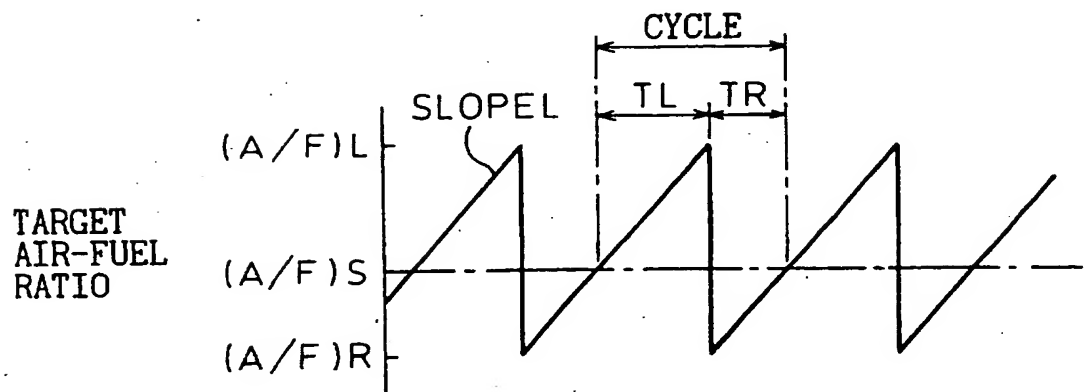 CYCLE
TL TR
SLOPEL
(A/F)L
TARGET
AIR-FUEL
RATIO
(A/F)S
(A/F)R